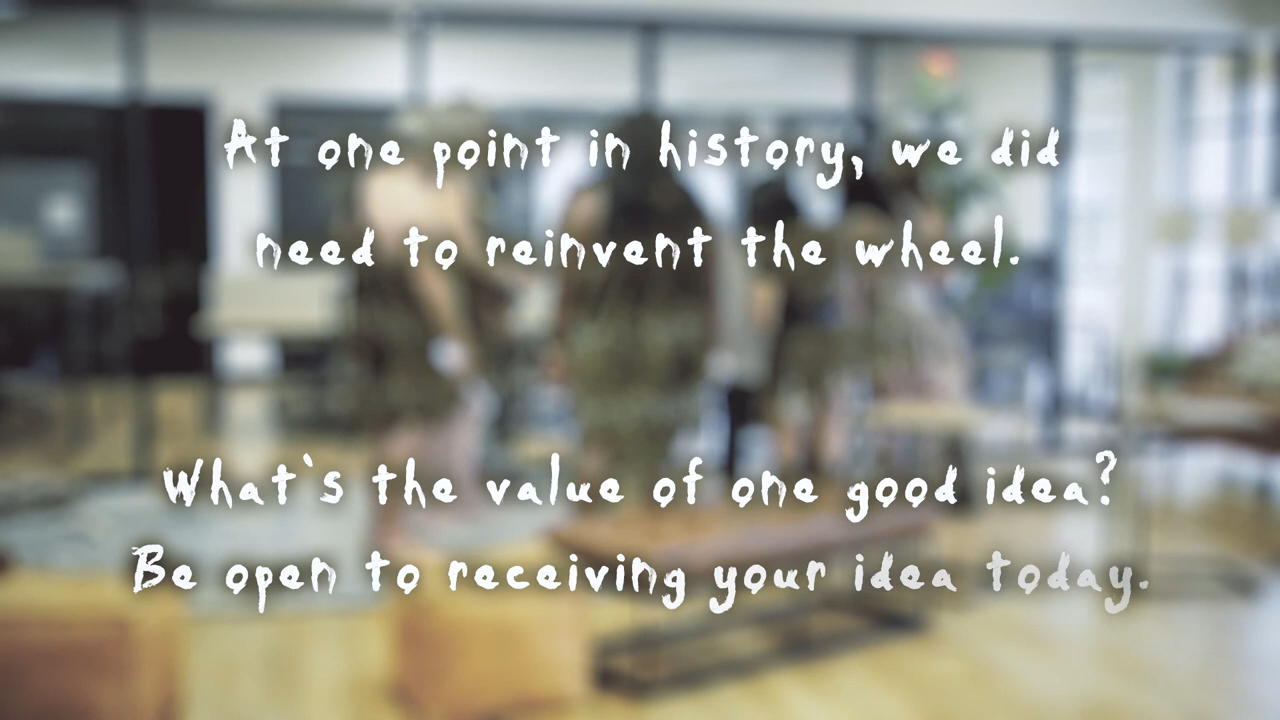 At one point in history, we did
need to reinvent the wheel.
What`s the value of one good idea?
Be open to receiving your idea today.